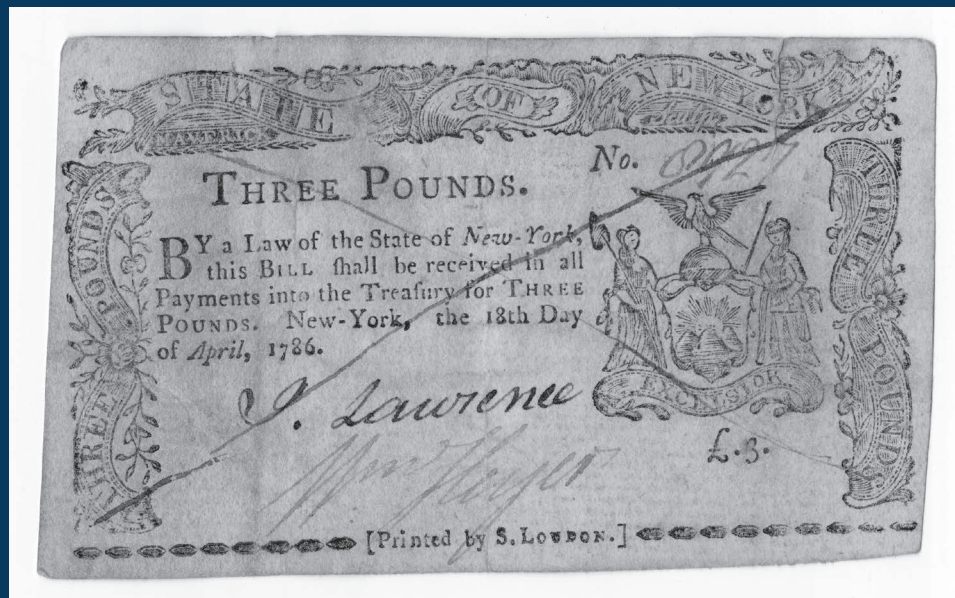 STATE OF NEW-YORK
THREE POUNDS.
No.
BY a Law of the State of New-York,
this BILL ſhall be received in all
Payments into the Treaſury for THREE
POUNDS. New-York, the 18th Day
of April, 1786.
J. Lawrence
EXCELSIOR
£.3.
THREE POUNDS
THREE POUNDS
[Printed by S. LOUDON.]